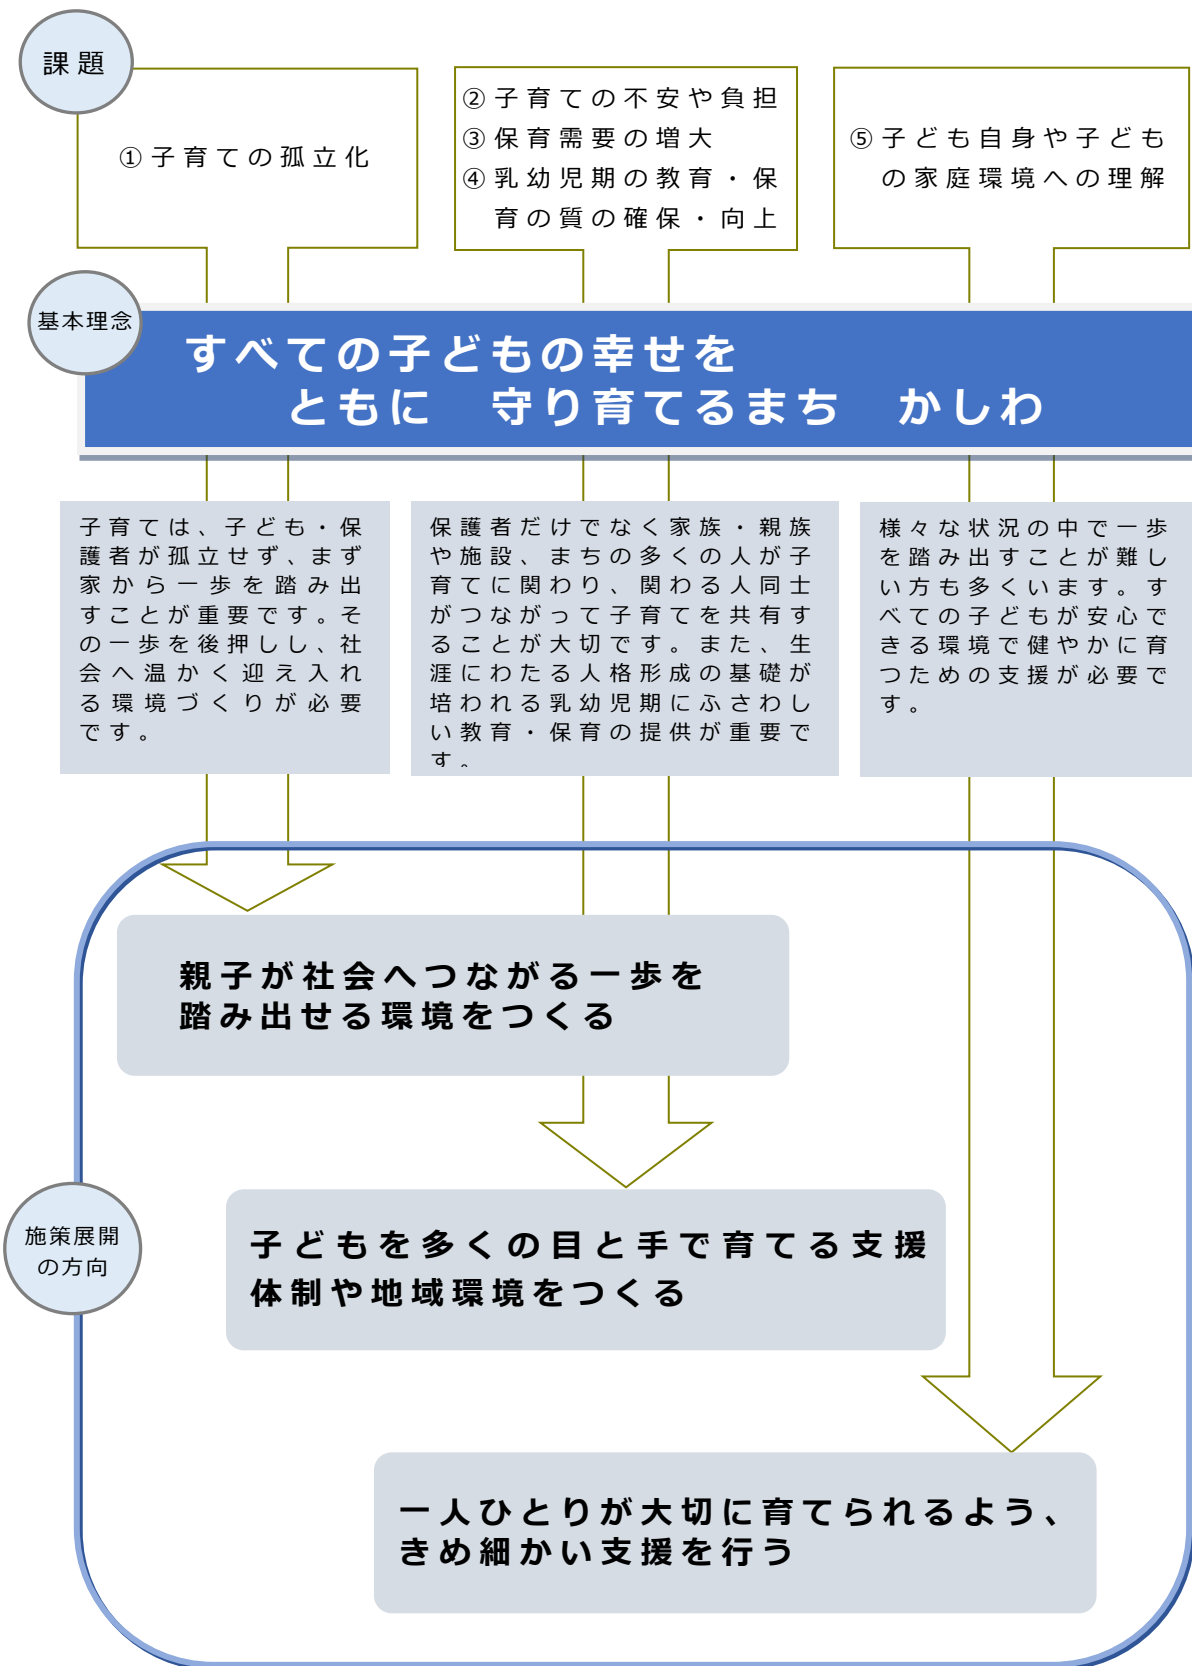 課題
①子育ての孤立化
②子育ての不安や負担
③保育需要の増大
④乳幼児期の教育・保
育の質の確保・向上
⑤子ども自身や子ども
の家庭環境への理解
基本理念
すべての子どもの幸せを
ともに　守り育てるまち　かしわ
子育ては、子ども・保
護者が孤立せず、まず
家から一歩を踏み出
すことが重要です。そ
の一歩を後押しし、社
会へ温かく迎え入れ
る環境づくりが必要
です。
保護者だけでなく家族・親族
や施設、まちの多くの人が子
育てに関わり、関わる人同士
がつながって子育てを共有す
ることが大切です。また、生
涯にわたる人格形成の基礎が
培われる乳幼児期にふさわし
い教育・保育の提供が重要で
す。
様々な状況の中で一歩
を踏み出すことが難し
い方も多くいます。す
べての子どもが安心で
きる環境で健やかに育
つための支援が必要で
す。
親子が社会へつながる一歩を
踏み出せる環境をつくる
施策展開
の方向
子どもを多くの目と手で育てる支援
体制や地域環境をつくる
一人ひとりが大切に育てられるよう、
きめ細かい支援を行う